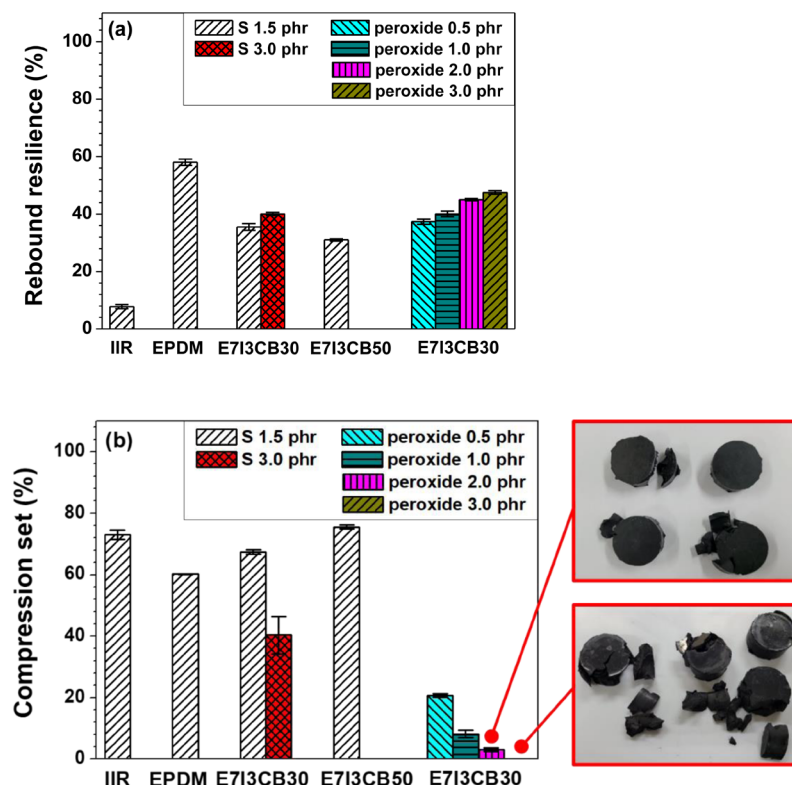 (a)
S 1.5 phr
S 3.0 phr
peroxide 0.5 phr
peroxide 1.0 phr
peroxide 2.0 phr
peroxide 3.0 phr
Rebound resilience (%)
100
80
60
40
20
0
IIR EPDM E7I3CB30 E7I3CB50 E7I3CB30
(b)
S 1.5 phr
S 3.0 phr
peroxide 0.5 phr
peroxide 1.0 phr
peroxide 2.0 phr
peroxide 3.0 phr
Compression set (%)
100
80
60
40
20
0
IIR EPDM E7I3CB30 E7I3CB50 E7I3CB30